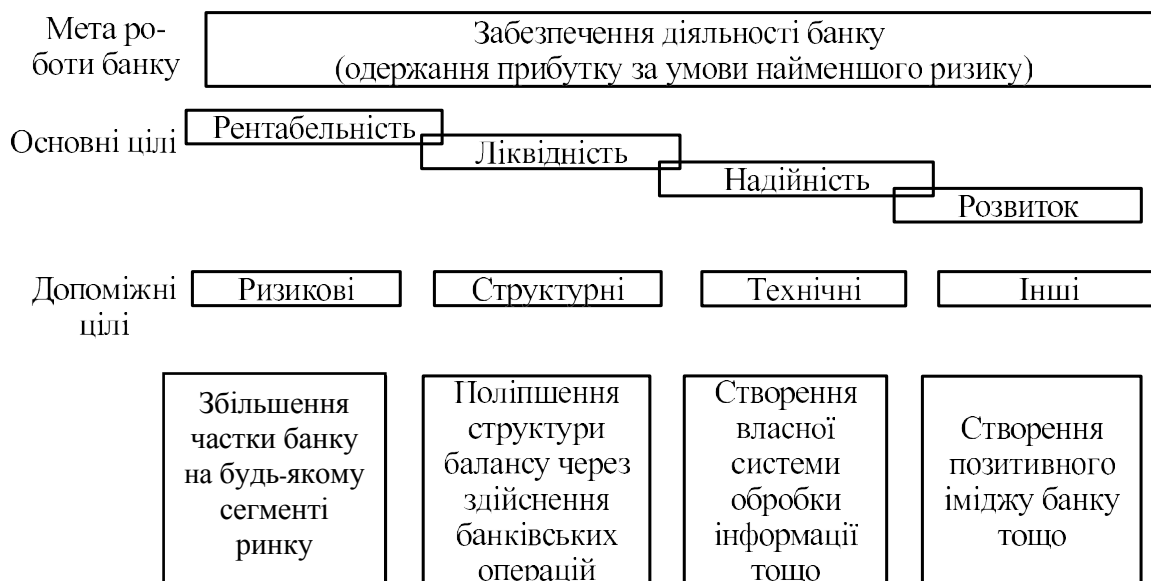 Мета ро-
боти банку
Забезпечення діяльності банку
(одержання прибутку за умови найменшого ризику)
Основні цілі
Рентабельність
Ліквідність
Надійність
Розвиток
Допоміжні
цілі
Ризикові
Структурні
Технічні
Інші
Збільшення
частки банку
на будь-якому
сегменті
ринку
Поліпшення
структури
балансу через
здійснення
банківських
операцій
Створення
власної
системи
обробки
інформації
тощо
Створення
позитивного
іміджу банку
тощо